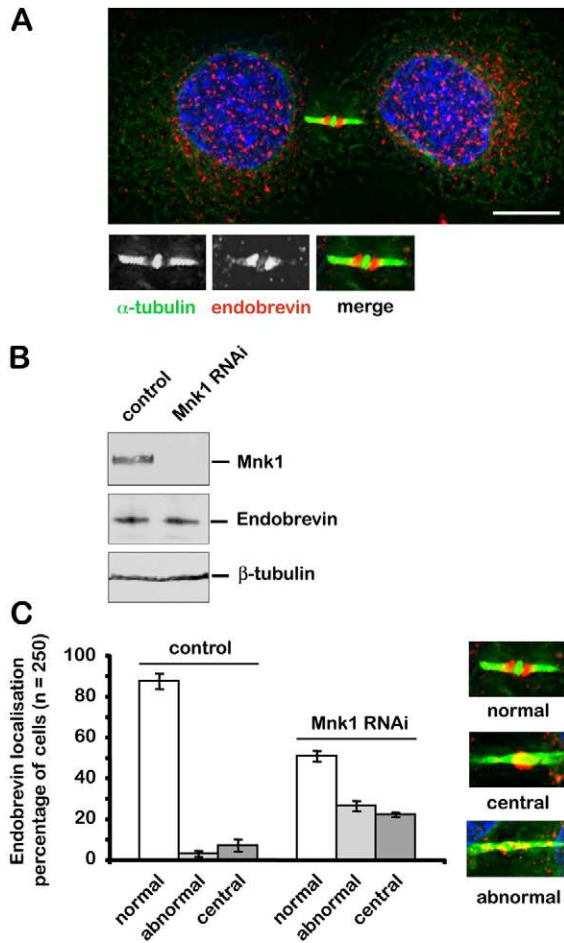 A
α-tubulin endobrevin merge
B
control Mnk1 RNAi
Mnk1
Endobrevin
β-tubulin
C
Endobrevin localisation
percentage of cells (n = 250)
100
80
60
40
20
0
control
Mnk1 RNAi
normal abnormal central normal abnormal central
normal
central
abnormal